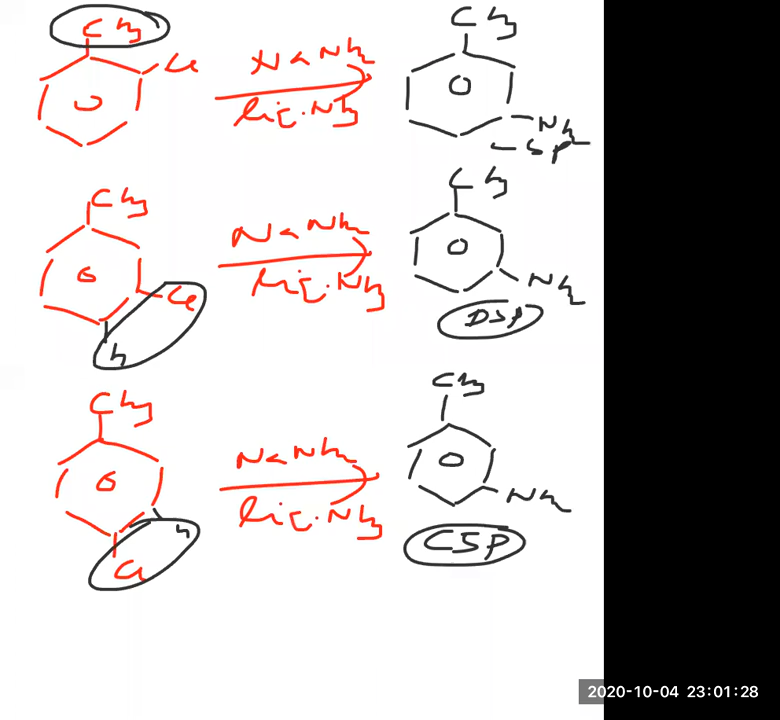 CH3
Cl
NaNH2
liq. NH3
CH3
NH2
CSP
CH3
Cl
H
NaNH2
liq. NH3
CH3
NH2
DSP
CH3
Cl
H
NaNH2
liq. NH3
CH3
NH2
CSP
2020-10-04 23:01:28